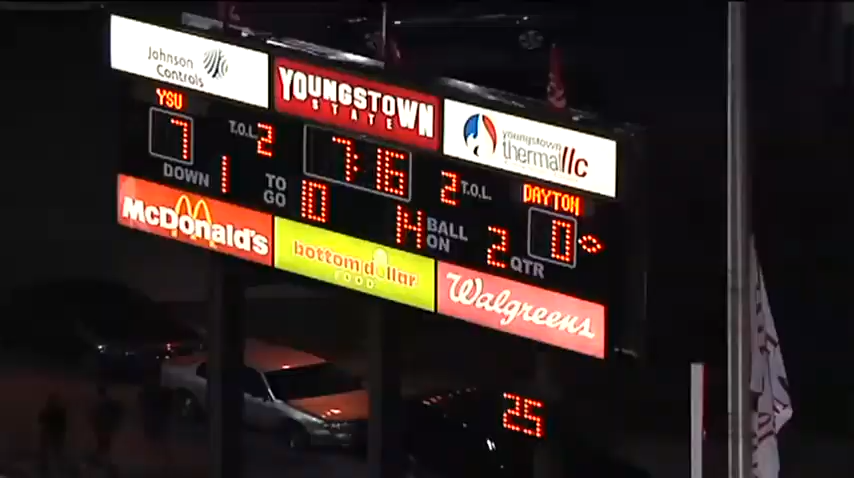 Johnson
Controls
YOUNGSTOWN
STATE
youngstown
thermal llc
YSU
7
T.O.L. 2
7:16
2 T.O.L.
DAYTON
0
DOWN 1
TO
GO 10
14 BALL
ON
2 QTR
McDonald's
bottom dollar
FOOD
Walgreens
25